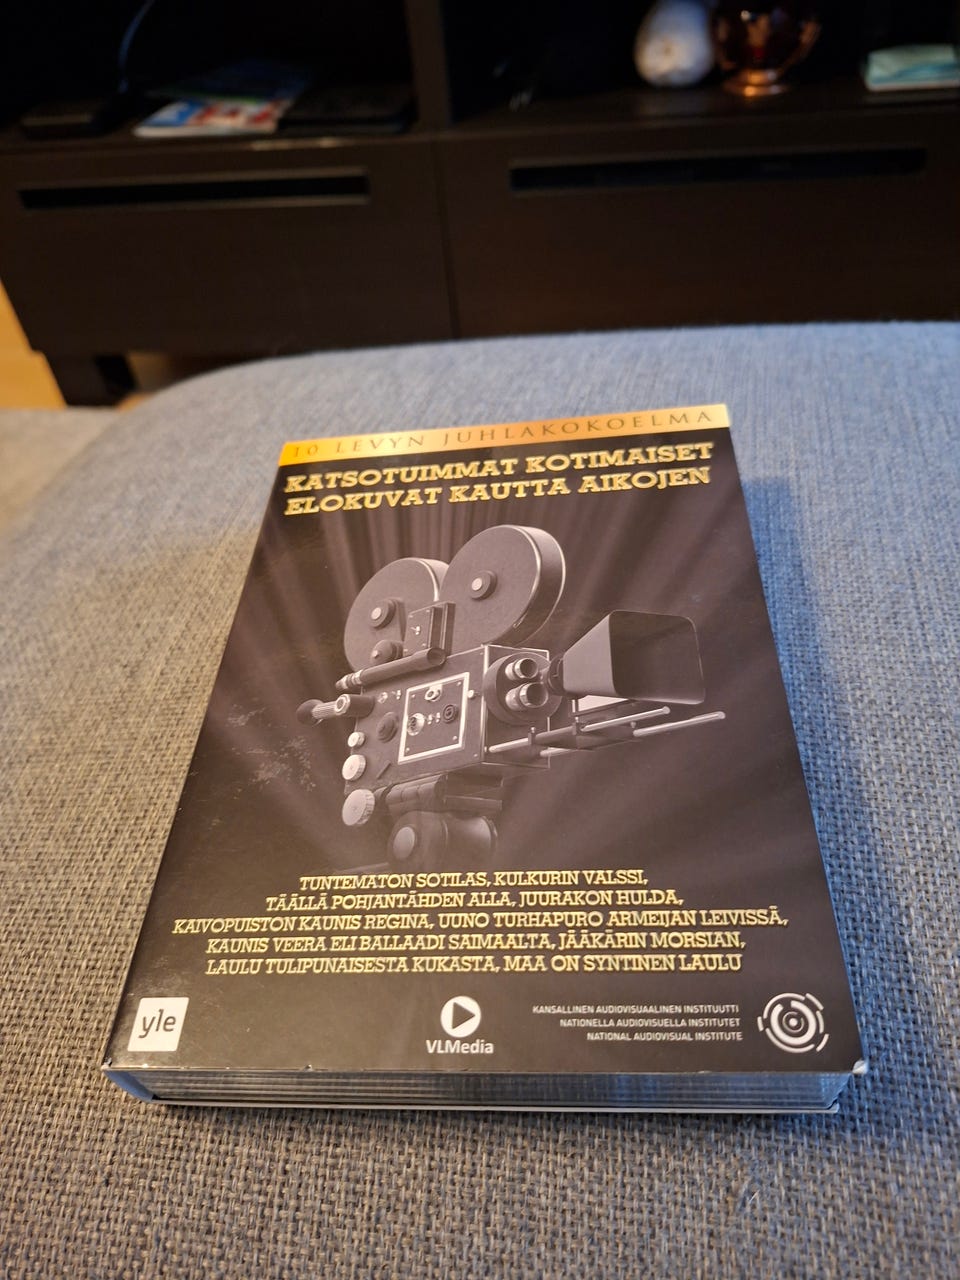 10 LEVYN JUHLAKOKOELMA
KATSOTUIMMAT KOTIMAISET
ELOKUVAT KAUTTA AIKOJEN
TUNTEMATON SOTILAS, KULKURIN VALSSI,
TÄÄLLÄ POHJANTÄHDEN ALLA, JUURAKON HULDA,
KAIVOPUISTON KAUNIS REGINA, UUNO TURHAPURO ARMEIJAN LEIVISSÄ,
KAUNIS VEERA ELI BALLAADI SAIMAALTA, JÄÄKÄRIN MORSIAN,
LAULU TULIPUNAISESTA KUKASTA, MAA ON SYNTINEN LAULU
yle
VLMedia
KANSALLINEN AUDIOVISUAALINEN INSTITUUTTI
NATIONELLA AUDIOVISUELLA INSTITUTET
NATIONAL AUDIOVISUAL INSTITUTE